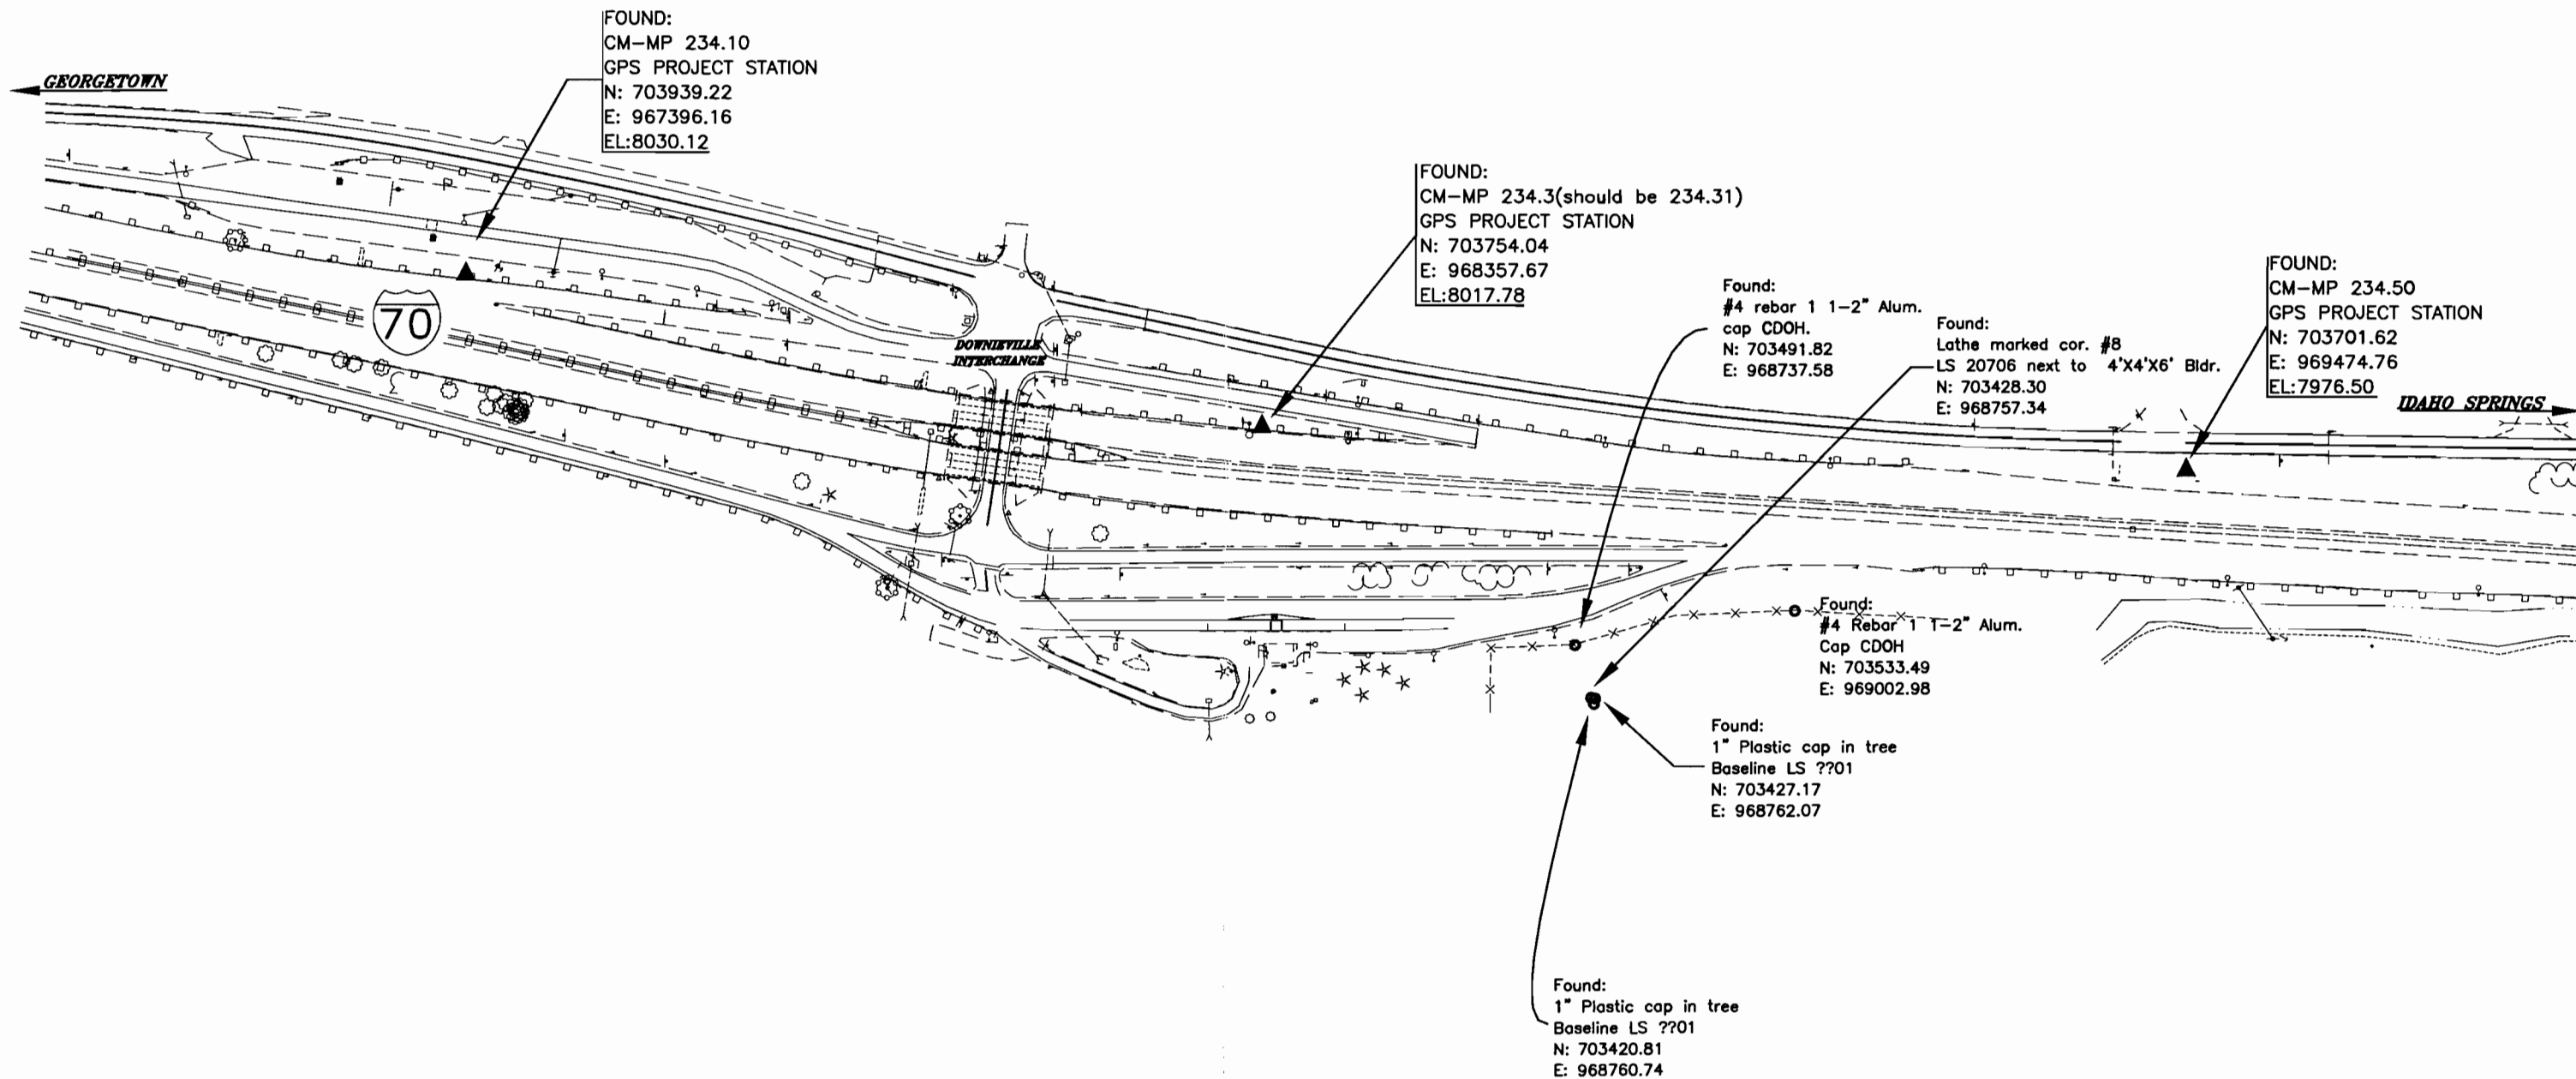 GEORGETOWN
FOUND:
CM-MP 234.10
GPS PROJECT STATION
N: 703939.22
E: 967396.16
EL:8030.12
FOUND:
CM-MP 234.3(should be 234.31)
GPS PROJECT STATION
N: 703754.04
E: 968357.67
EL:8017.78
FOUND:
CM-MP 234.50
GPS PROJECT STATION
N: 703701.62
E: 969474.76
EL:7976.50
IDAHO SPRINGS
70
DOWNIEVILLE
INTERCHANGE
Found:
#4 rebar 1 1-2" Alum.
cap CDOH.
N: 703491.82
E: 968737.58
Found:
Lathe marked cor. #8
LS 20706 next to 4'X4'X6' Bldr.
N: 703428.30
E: 968757.34
Found:
#4 Rebar 1 1-2" Alum.
Cap CDOH
N: 703533.49
E: 969002.98
Found:
1" Plastic cap in tree
Baseline LS ??01
N: 703427.17
E: 968762.07
Found:
1" Plastic cap in tree
Baseline LS ??01
N: 703420.81
E: 968760.74